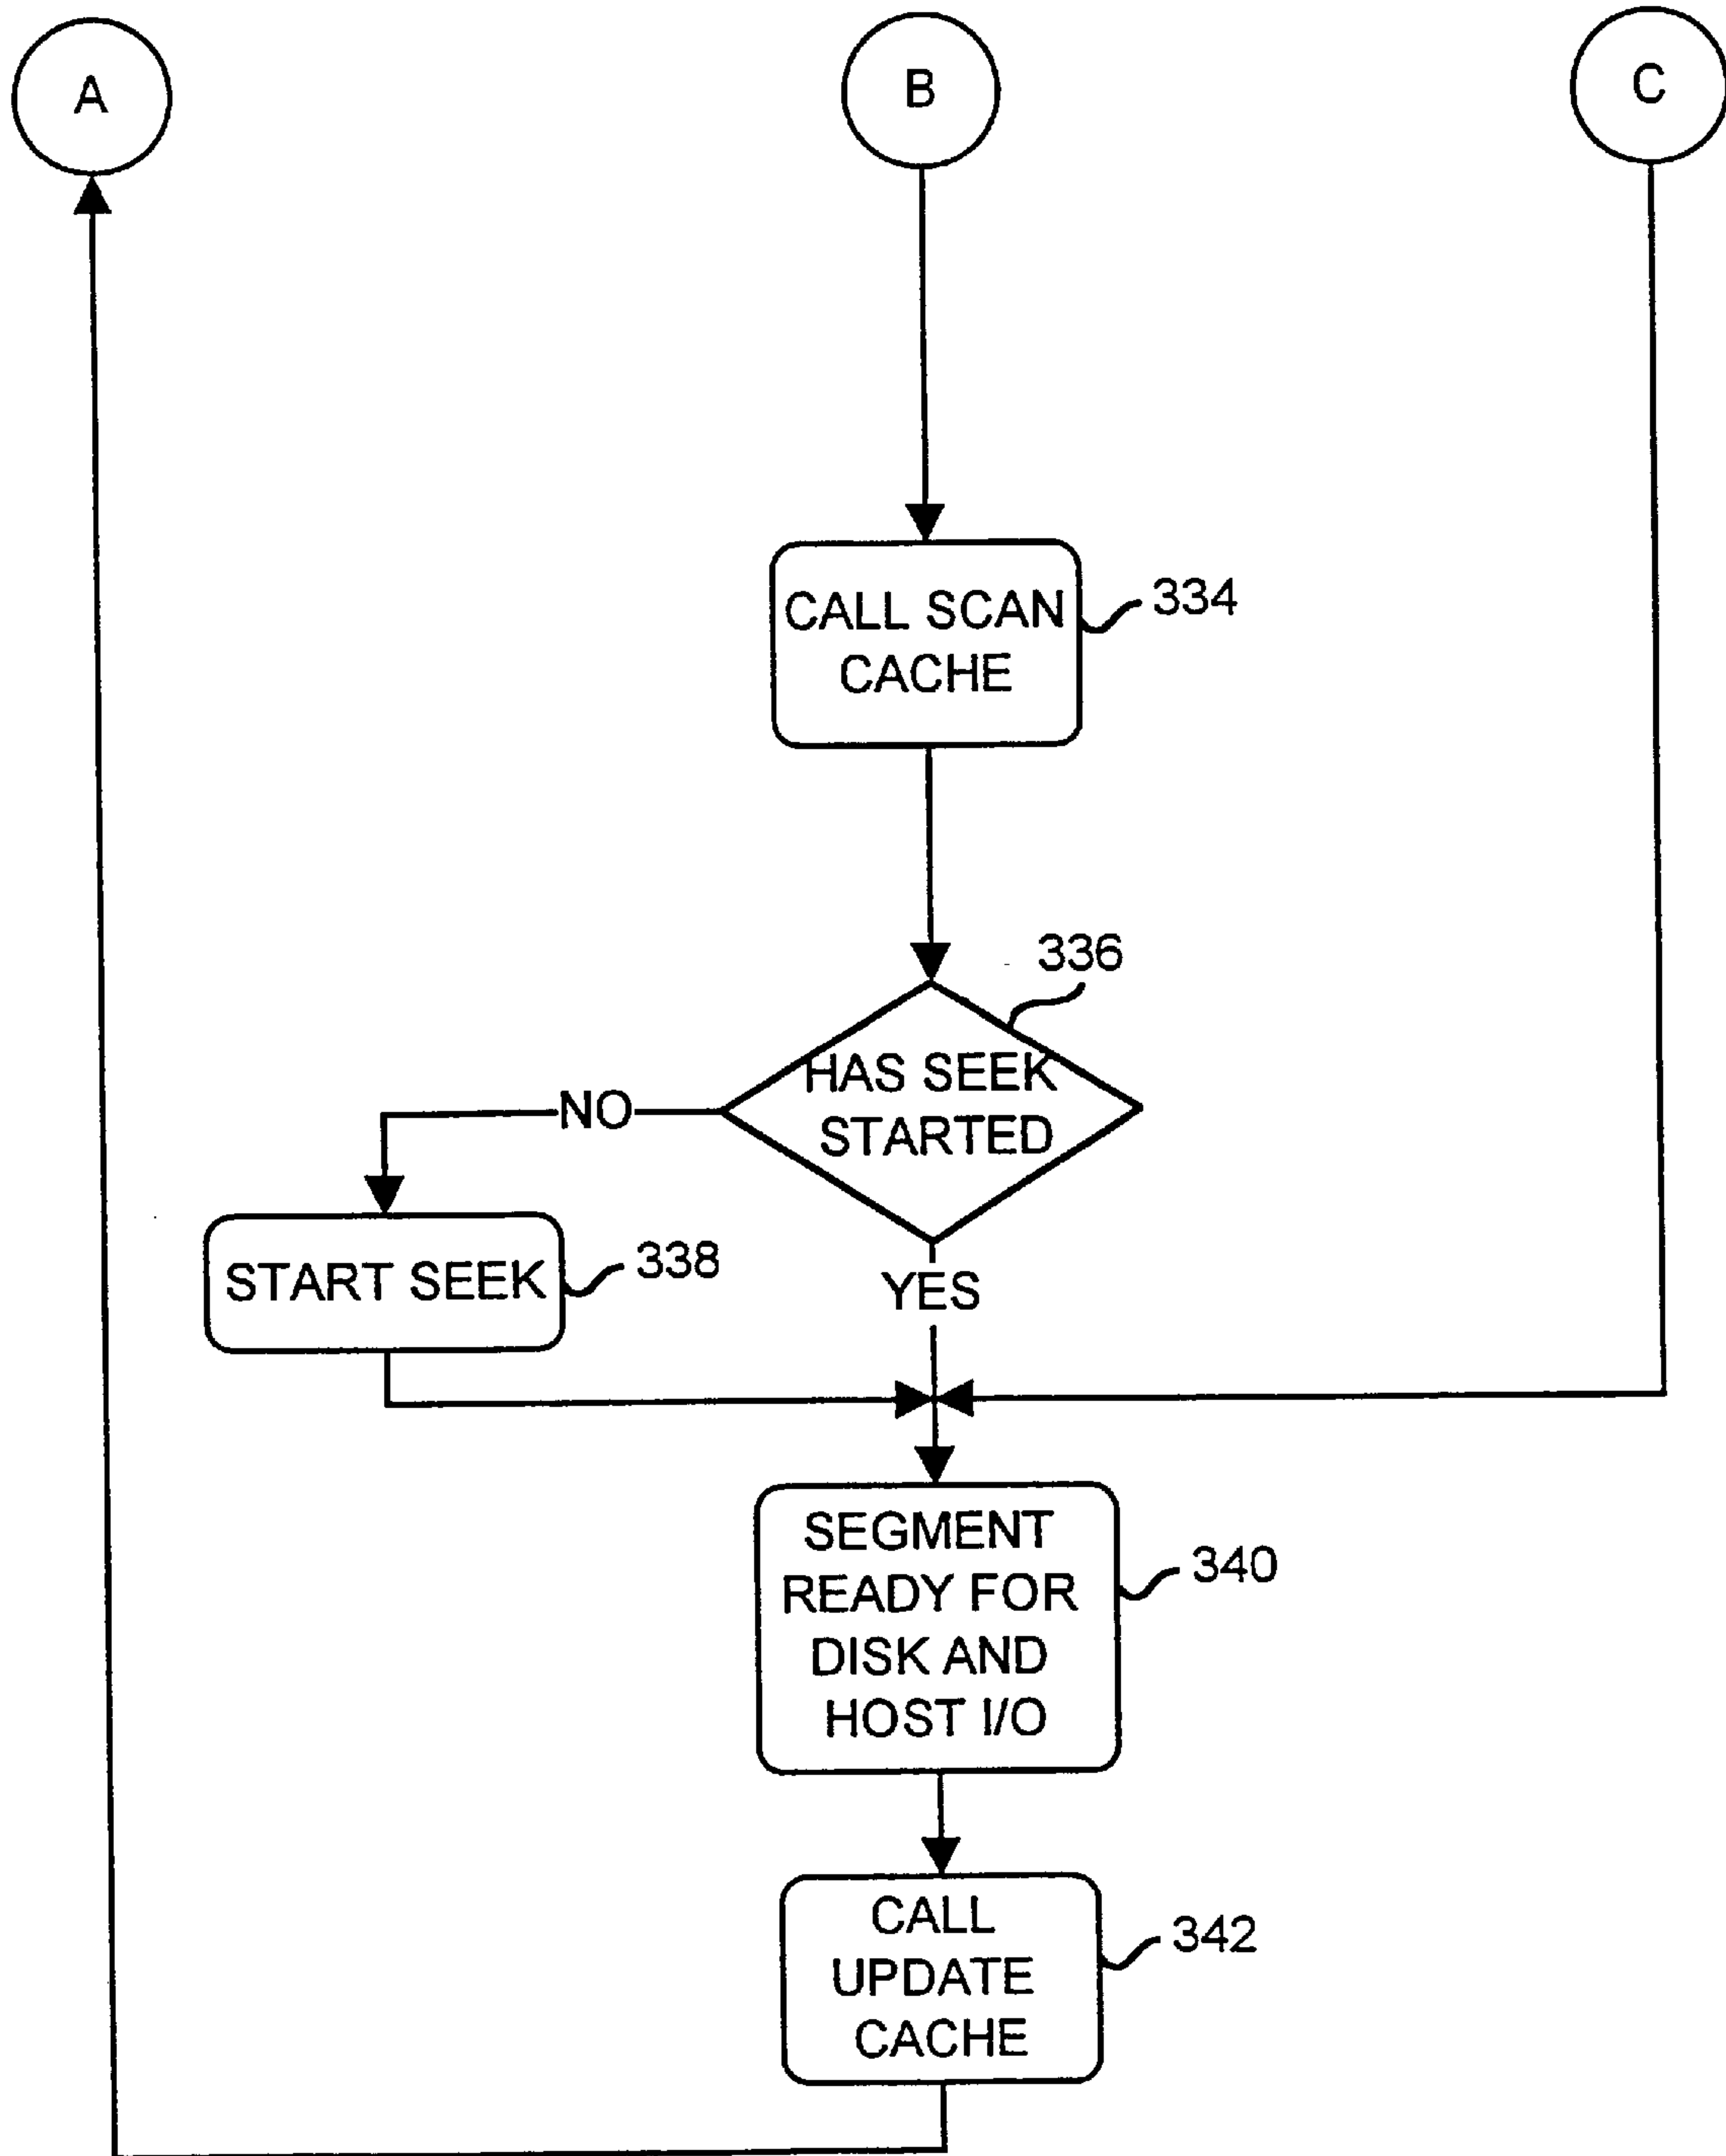 A
B
C
CALL SCAN
CACHE
334
336
HAS SEEK
STARTED
NO
START SEEK
338
YES
SEGMENT
READY FOR
DISK AND
HOST I/O
340
CALL
UPDATE
CACHE
342